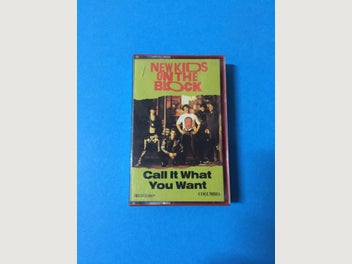 NEW KIDS
ON THE
BLOCK
Call It What
You Want
COLUMBIA